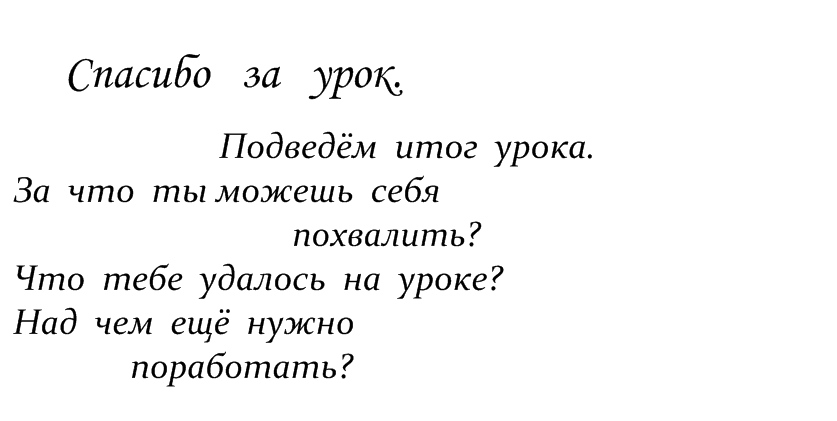 Спасибо за урок.
Подведём итог урока.
За что ты можешь себя
похвалить?
Что тебе удалось на уроке?
Над чем ещё нужно
поработать?